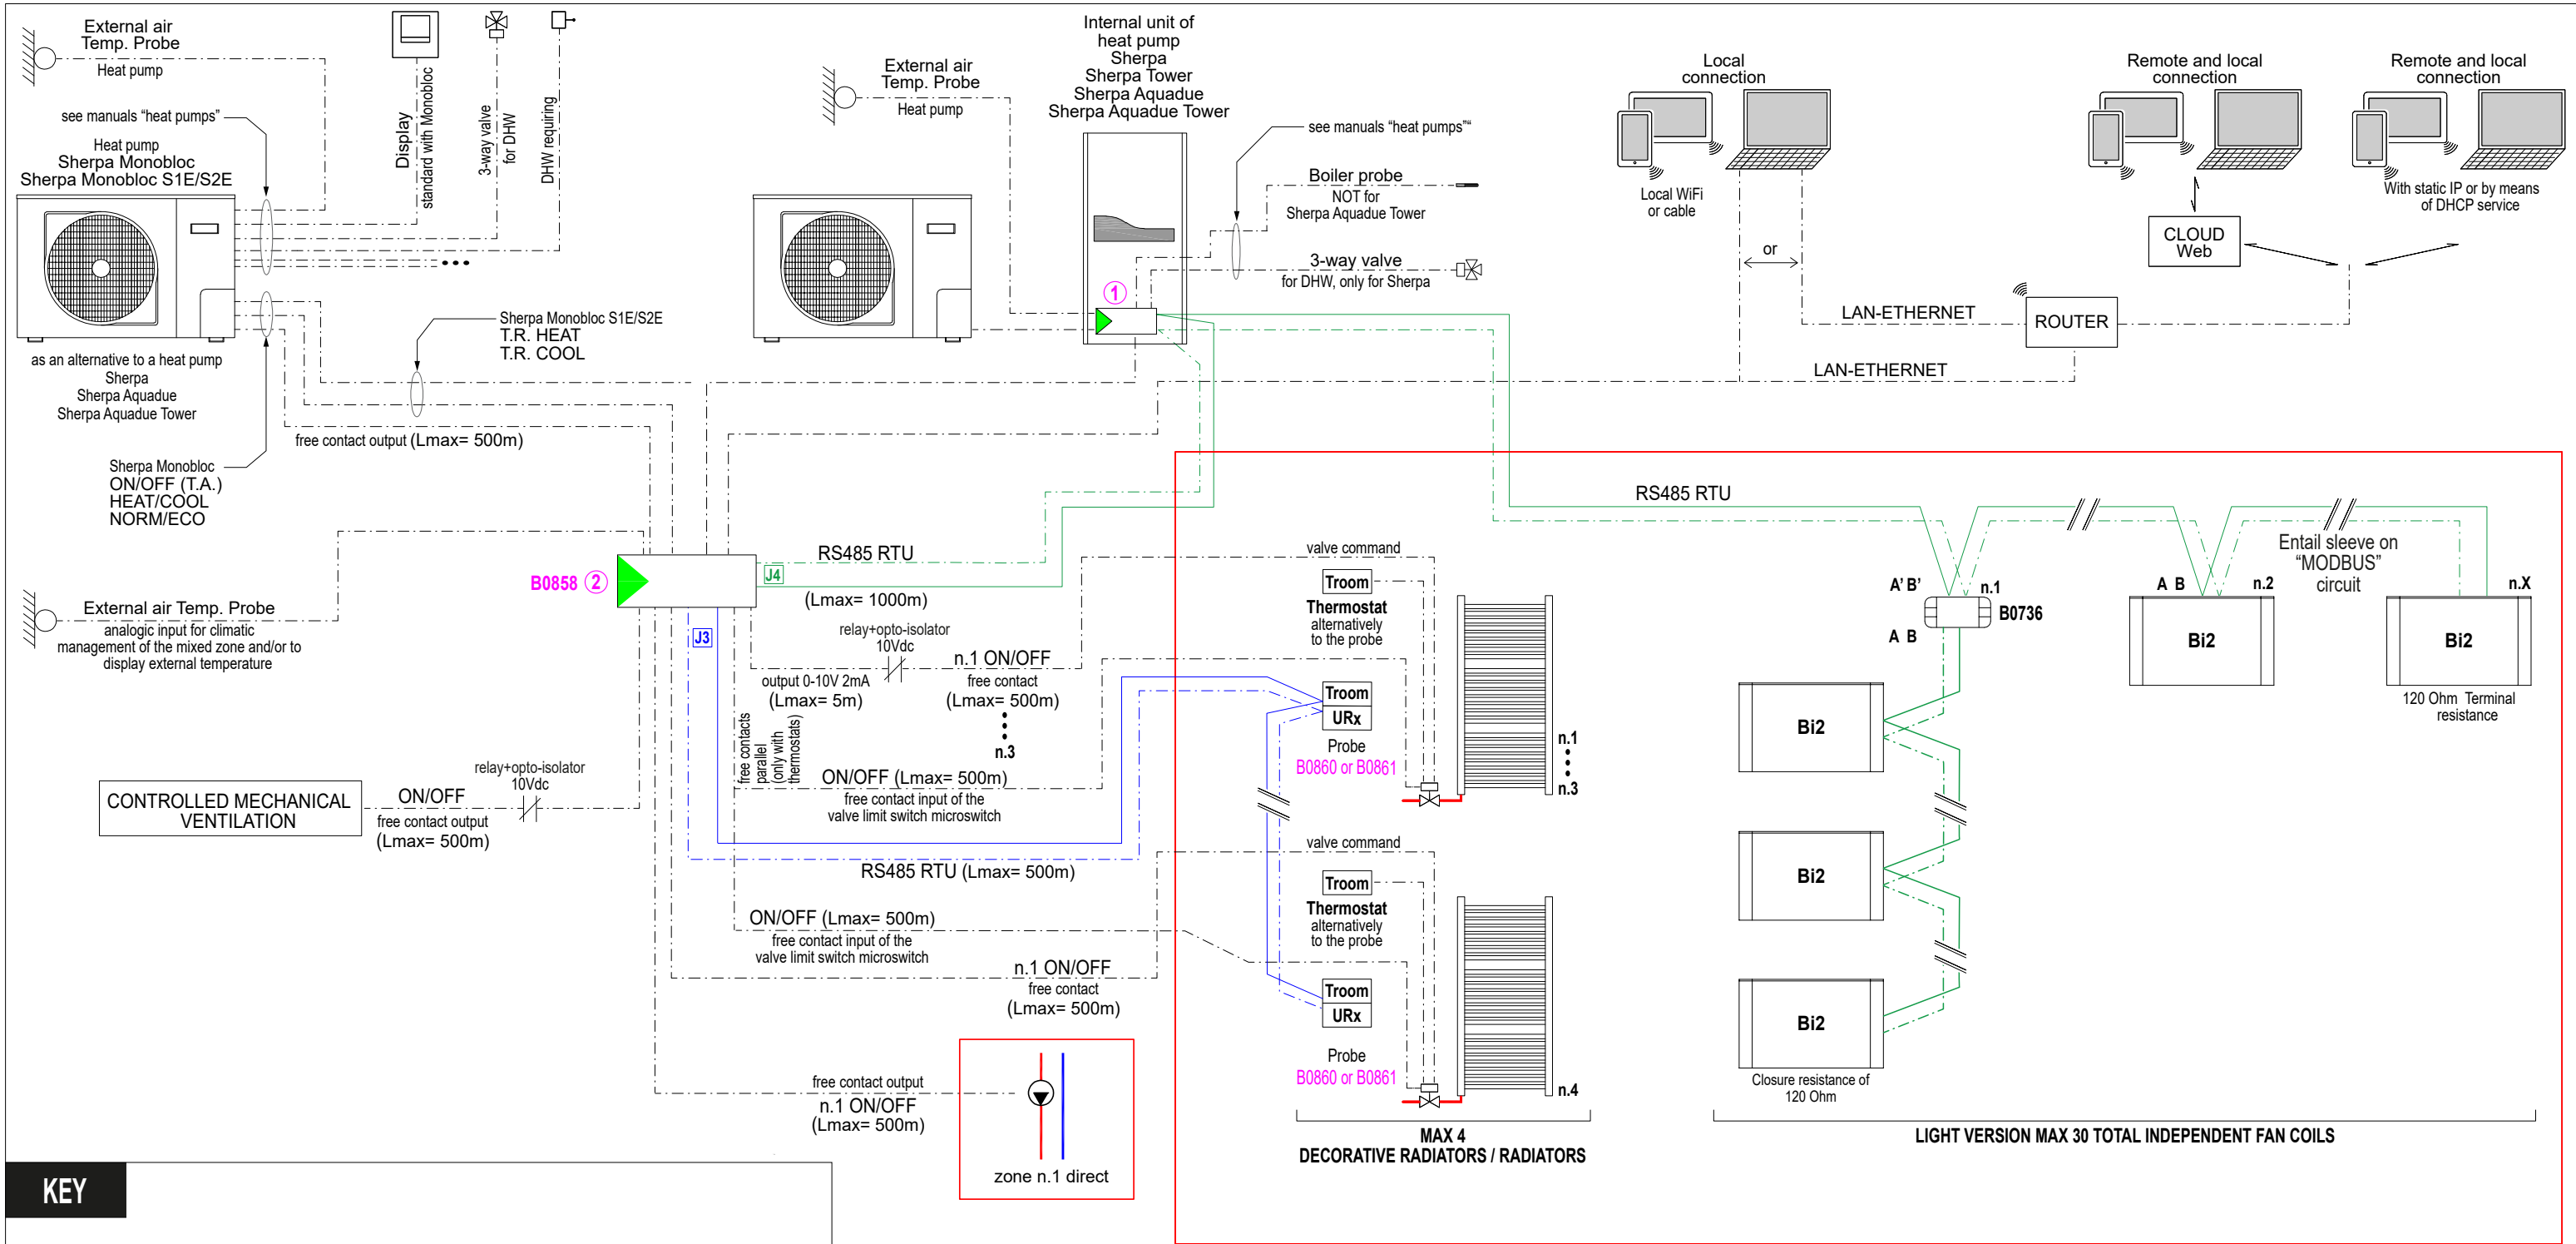 External air
Temp. Probe
Heat pump
see manuals “heat pumps”
Heat pump
Sherpa Monobloc
Sherpa Monobloc S1E/S2E
as an alternative to a heat pump
Sherpa
Sherpa Aquadue
Sherpa Aquadue Tower
Display
standard with Monobloc
3-way valve
for DHW
DHW requiring
Sherpa Monobloc S1E/S2E
T.R. HEAT
T.R. COOL
free contact output (Lmax= 500m)
Sherpa Monobloc
ON/OFF (T.A.)
HEAT/COOL
NORM/ECO
External air
Temp. Probe
Heat pump
Internal unit of
heat pump
Sherpa
Sherpa Tower
Sherpa Aquadue
Sherpa Aquadue Tower
1
see manuals “heat pumps"“
Boiler probe
NOT for
Sherpa Aquadue Tower
3-way valve
for DHW, only for Sherpa
Local
connection
Local WiFi
or cable
or
Remote and local
connection
CLOUD
Web
Remote and local
connection
With static IP or by means
of DHCP service
LAN-ETHERNET
ROUTER
LAN-ETHERNET
External air Temp. Probe
analogic input for climatic
management of the mixed zone and/or to
display external temperature
B0858 2
RS485 RTU
J4
(Lmax= 1000m)
J3
relay+opto-isolator
10Vdc
output 0-10V 2mA
(Lmax= 5m)
n.1 ON/OFF
free contact
(Lmax= 500m)
n.3
free contacts
parallel
(only with
thermostats)
ON/OFF (Lmax= 500m)
free contact input of the
valve limit switch microswitch
CONTROLLED MECHANICAL
VENTILATION
ON/OFF
free contact output
(Lmax= 500m)
relay+opto-isolator
10Vdc
RS485 RTU (Lmax= 500m)
ON/OFF (Lmax= 500m)
free contact input of the
valve limit switch microswitch
n.1 ON/OFF
free contact
(Lmax= 500m)
free contact output
n.1 ON/OFF
(Lmax= 500m)
zone n.1 direct
valve command
Troom
Thermostat
alternatively
to the probe
Troom
URx
Probe
B0860 or B0861
n.1
n.3
valve command
Troom
Thermostat
alternatively
to the probe
Troom
URx
Probe
B0860 or B0861
n.4
MAX 4
DECORATIVE RADIATORS / RADIATORS
RS485 RTU
A' B'
n.1
B0736
A B
A B
n.2
Bi2
Entail sleeve on
“MODBUS”
circuit
n.X
Bi2
120 Ohm Terminal
resistance
Bi2
Bi2
Bi2
Closure resistance of
120 Ohm
LIGHT VERSION MAX 30 TOTAL INDEPENDENT FAN COILS
KEY